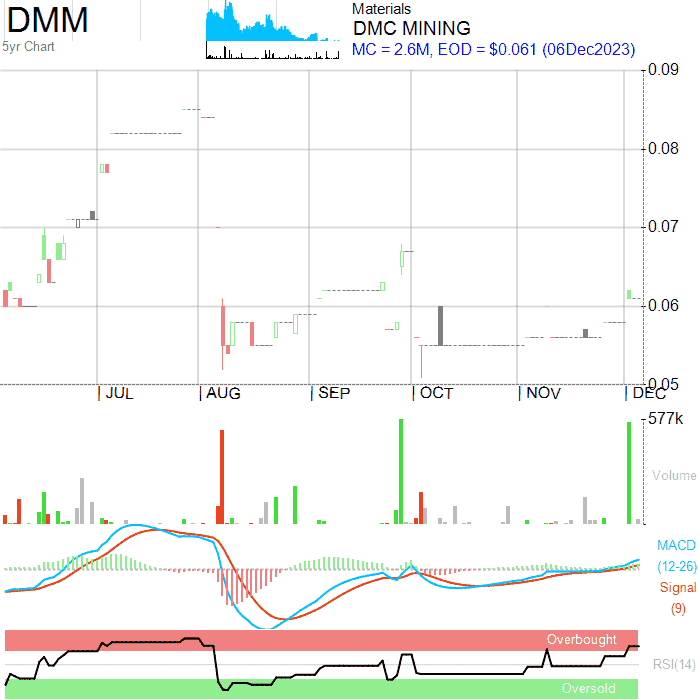 DMM
5yr Chart
Materials
DMC MINING
MC = 2.6M, EOD = $0.061 (06Dec2023)
0.09
0.08
0.07
0.06
0.05
JUL
AUG
SEP
OCT
NOV
DEC
577k
Volume
MACD
(12-26)
Signal
(9)
Overbought
RSI(14)
Oversold